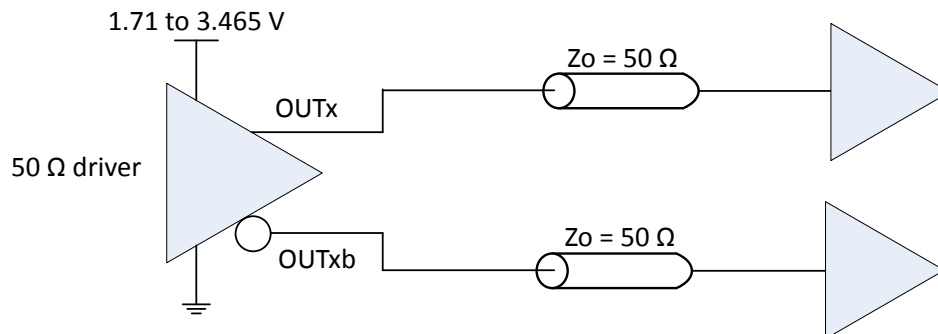 1.71 to 3.465 V
Zo = 50 Ω
OUTx
50 Ω driver
Zo = 50 Ω
OUTxb